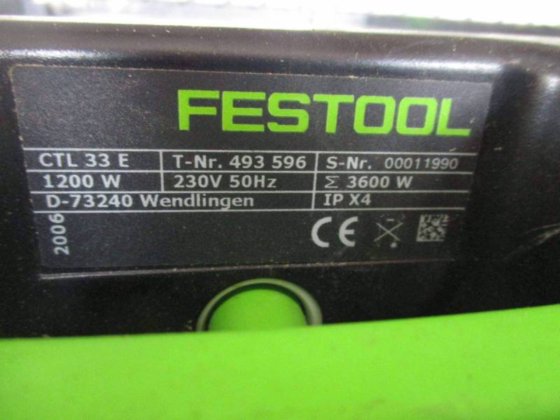 FESTOOL
CTL 33 E T-Nr. 493 596 S-Nr. 00011990
1200 W 230V 50Hz Σ 3600 W
D-73240 Wendlingen IP X4
2006 CE